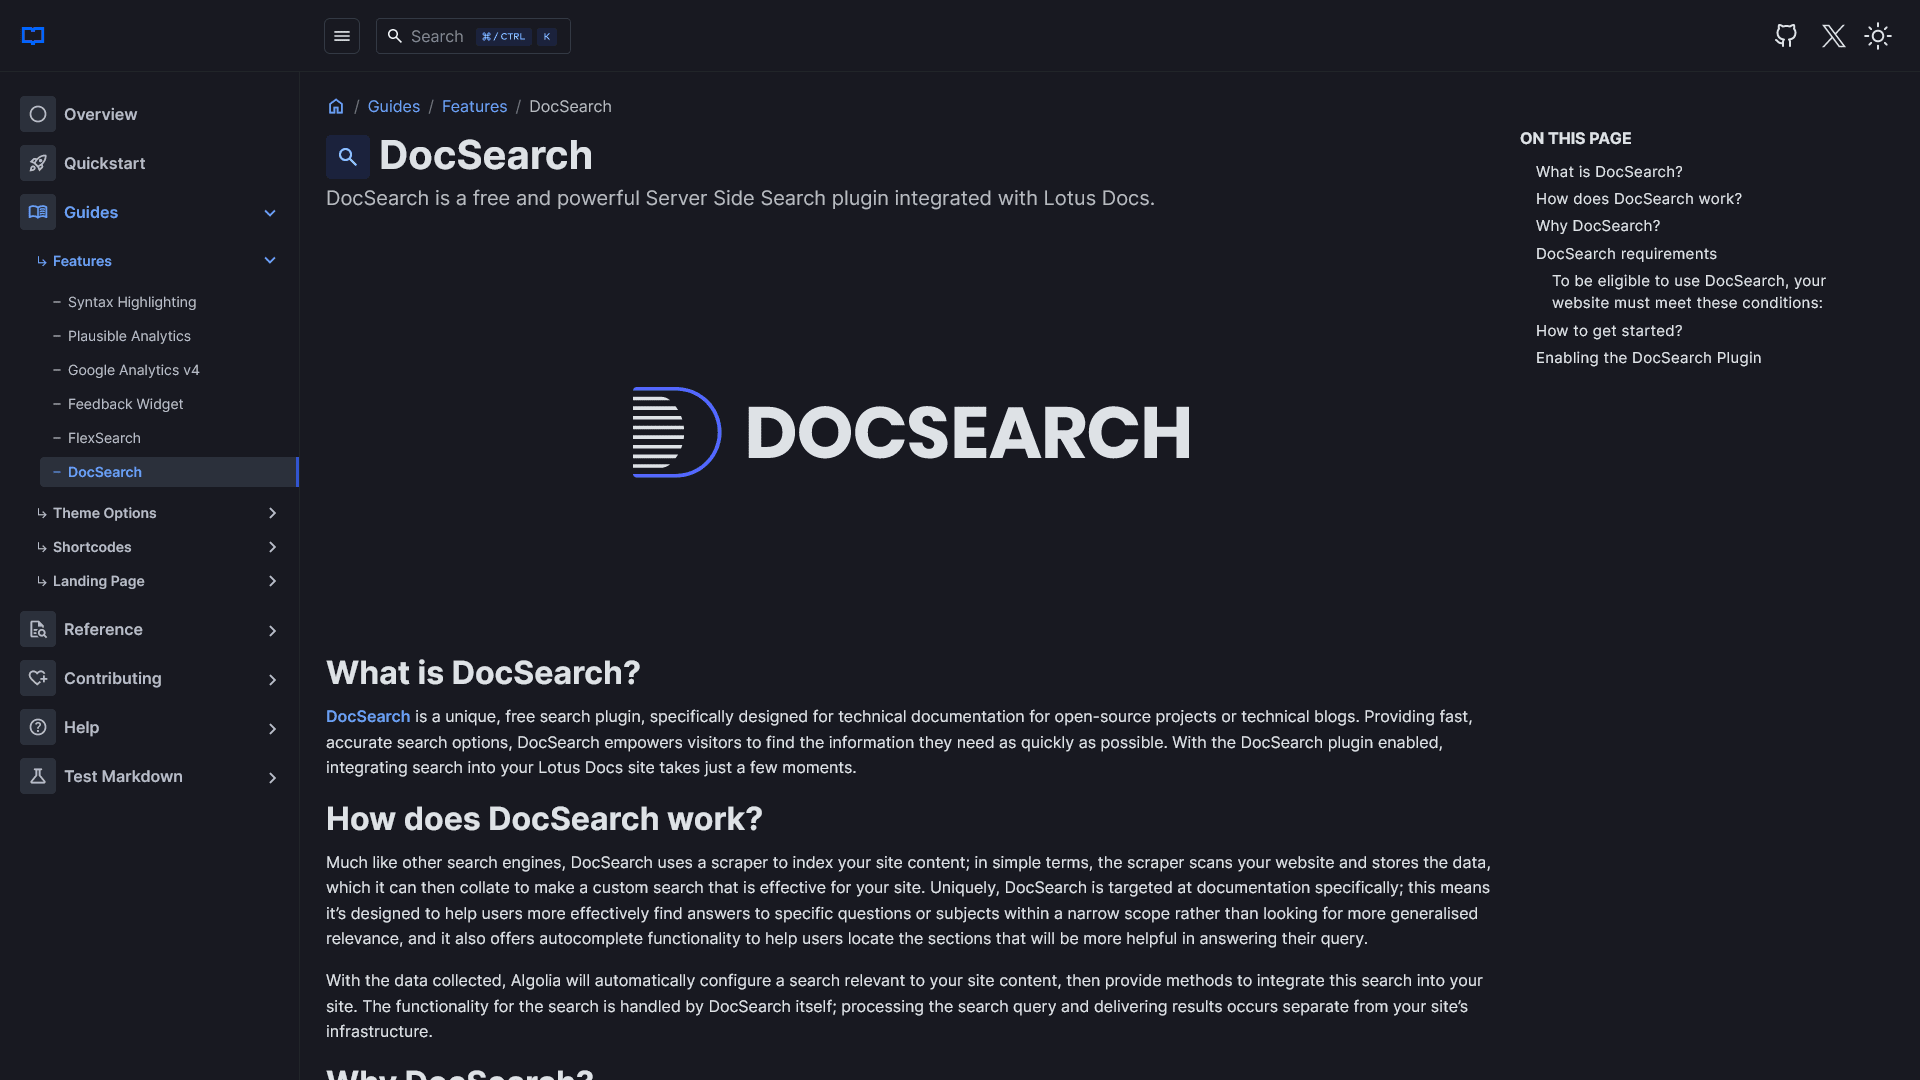 Search ⌘/CTRL K
Overview
Quickstart
Guides
Features
Syntax Highlighting
Plausible Analytics
Google Analytics v4
Feedback Widget
FlexSearch
DocSearch
Theme Options
Shortcodes
Landing Page
Reference
Contributing
Help
Test Markdown
/ Guides / Features / DocSearch
DocSearch
DocSearch is a free and powerful Server Side Search plugin integrated with Lotus Docs.
DOCSEARCH
What is DocSearch?
DocSearch is a unique, free search plugin, specifically designed for technical documentation for open-source projects or technical blogs. Providing fast,
accurate search options, DocSearch empowers visitors to find the information they need as quickly as possible. With the DocSearch plugin enabled,
integrating search into your Lotus Docs site takes just a few moments.
How does DocSearch work?
Much like other search engines, DocSearch uses a scraper to index your site content; in simple terms, the scraper scans your website and stores the data,
which it can then collate to make a custom search that is effective for your site. Uniquely, DocSearch is targeted at documentation specifically; this means
it’s designed to help users more effectively find answers to specific questions or subjects within a narrow scope rather than looking for more generalised
relevance, and it also offers autocomplete functionality to help users locate the sections that will be more helpful in answering their query.
With the data collected, Algolia will automatically configure a search relevant to your site content, then provide methods to integrate this search into your
site. The functionality for the search is handled by DocSearch itself; processing the search query and delivering results occurs separate from your site’s
infrastructure.
Why DocSearch?
ON THIS PAGE
What is DocSearch?
How does DocSearch work?
Why DocSearch?
DocSearch requirements
To be eligible to use DocSearch, your
website must meet these conditions:
How to get started?
Enabling the DocSearch Plugin